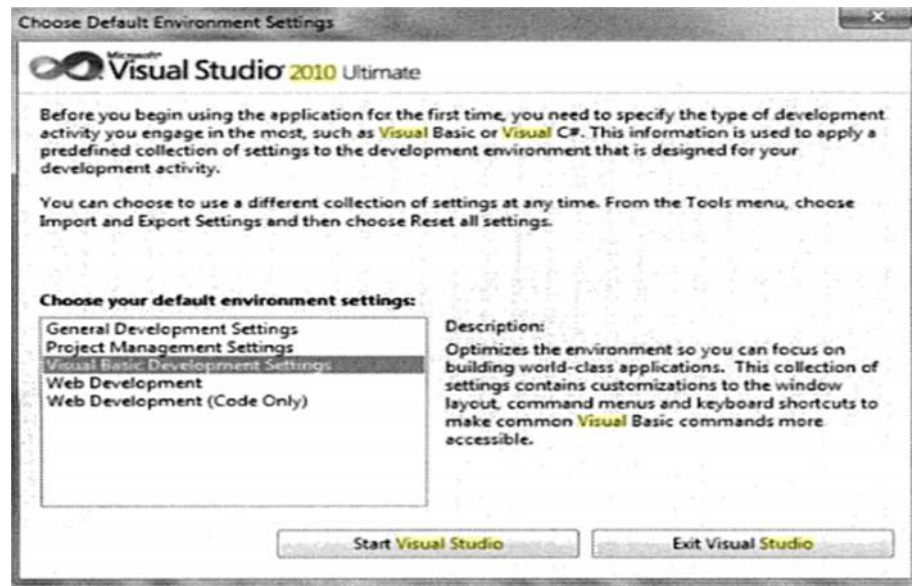 Choose Default Environment Settings
Microsoft
Visual Studio 2010 Ultimate
Before you begin using the application for the first time, you need to specify the type of development
activity you engage in the most, such as Visual Basic or Visual C#. This information is used to apply a
predefined collection of settings to the development environment that is designed for your
development activity.
You can choose to use a different collection of settings at any time. From the Tools menu, choose
Import and Export Settings and then choose Reset all settings.
Choose your default environment settings:
General Development Settings
Project Management Settings
Visual Basic Development Settings
Web Development
Web Development (Code Only)
Description:
Optimizes the environment so you can focus on
building world-class applications. This collection of
settings contains customizations to the window
layout, command menus and keyboard shortcuts to
make common Visual Basic commands more
accessible.
Start Visual Studio
Exit Visual Studio